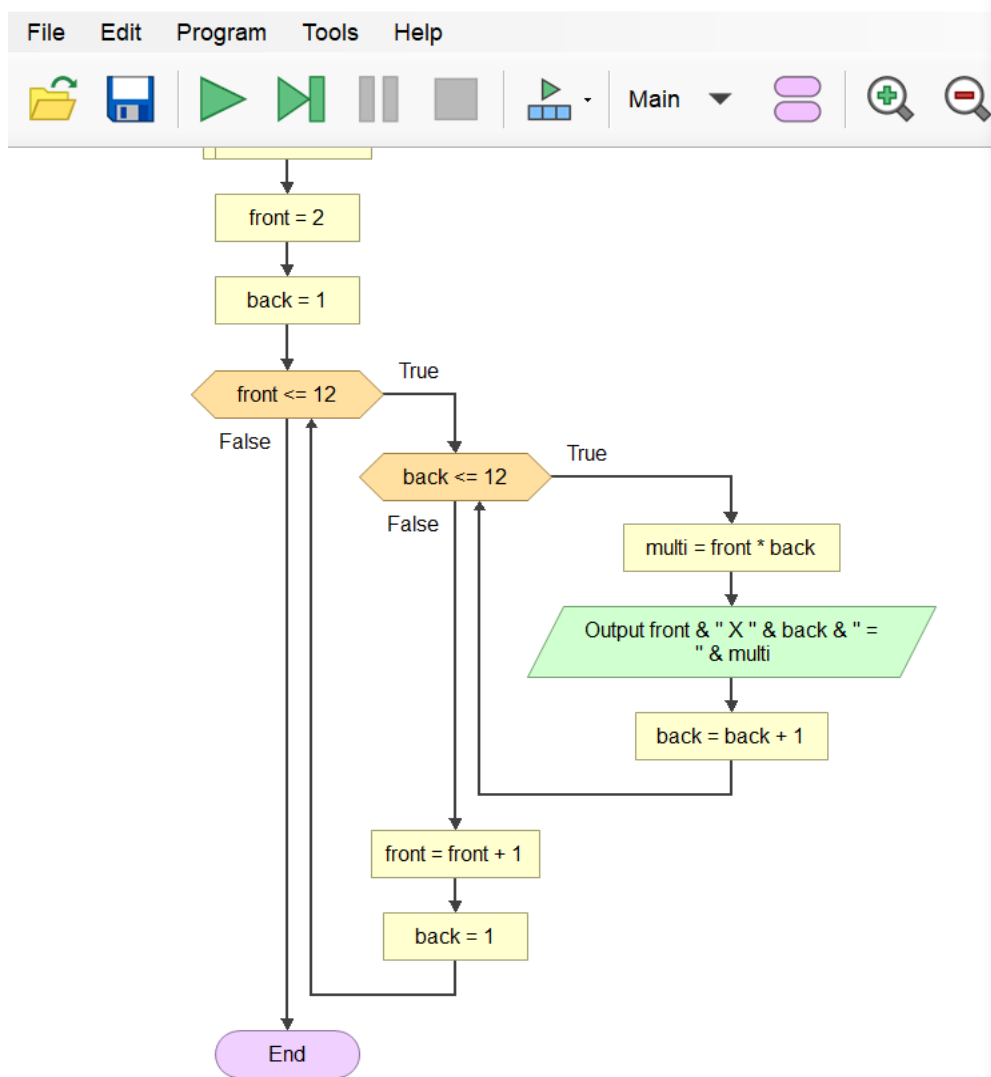 File Edit Program Tools Help
Main
front = 2
back = 1
front <= 12
True
False
back <= 12
True
False
multi = front * back
Output front & " X " & back & " =
" & multi
back = back + 1
front = front + 1
back = 1
End